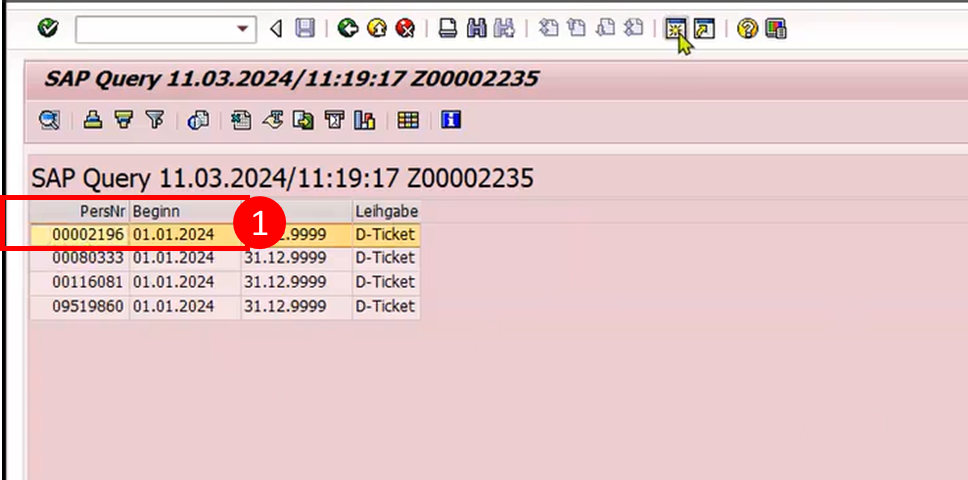 SAP Query 11.03.2024/11:19:17 Z00002235
SAP Query 11.03.2024/11:19:17 Z00002235
PersNr Beginn Leihgabe
00002196 01.01.2024 .9999 D-Ticket
1
00080333 01.01.2024 31.12.9999 D-Ticket
00116081 01.01.2024 31.12.9999 D-Ticket
09519860 01.01.2024 31.12.9999 D-Ticket